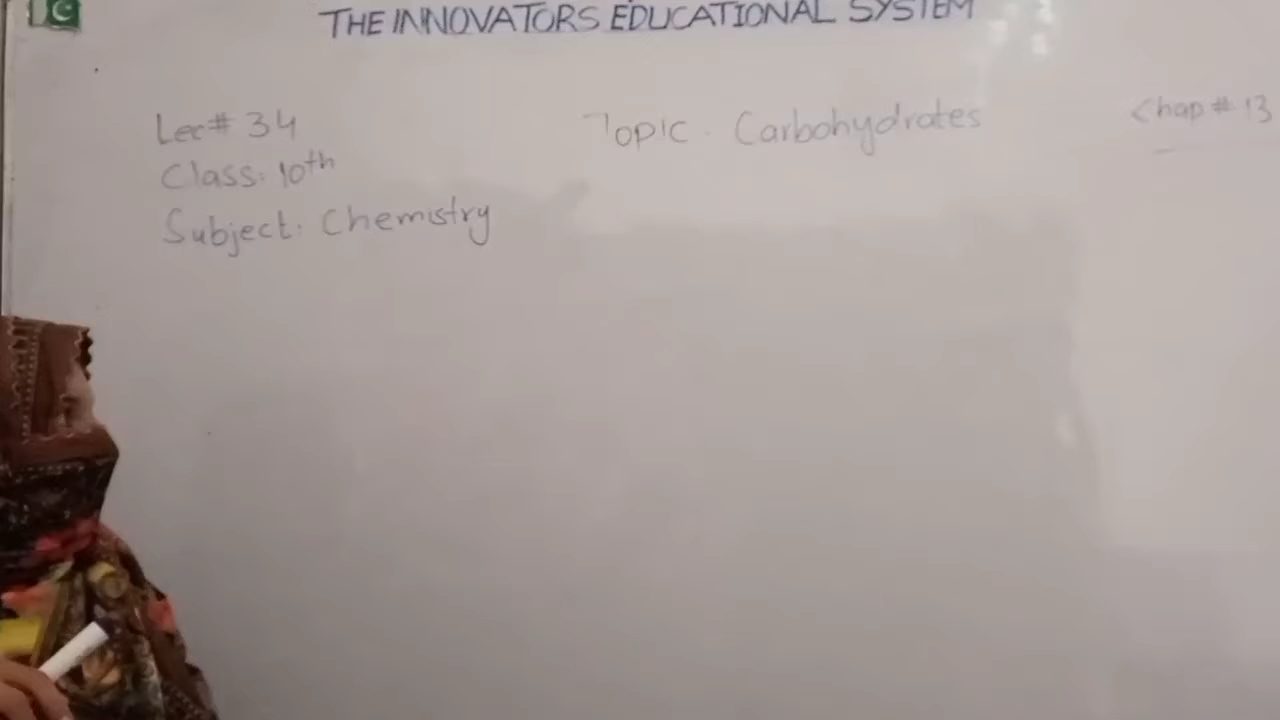 THE INNOVATORS EDUCATIONAL SYSTEM
Lec# 34
Topic. Carbohydrates
Chap # 13
Class: 10th
Subject: Chemistry